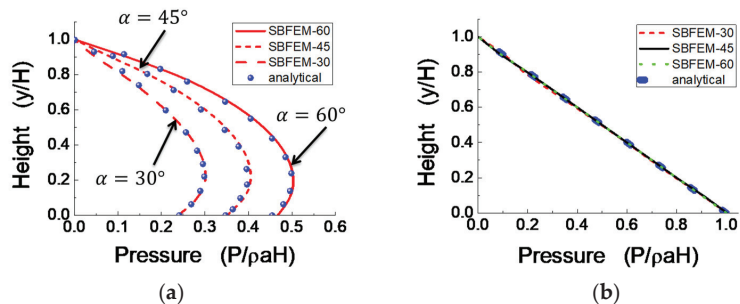 (a)
α = 45°
SBFEM-60
SBFEM-45
SBFEM-30
analytical
α = 60°
α = 30°
Height (y/H)
1.0
0.8
0.6
0.4
0.2
0.0
0.0 0.1 0.2 0.3 0.4 0.5 0.6
Pressure (P/ρaH)
(a)
(b)
SBFEM-30
SBFEM-45
SBFEM-60
analytical
Height (y/H)
1.0
0.8
0.6
0.4
0.2
0.0
0.0 0.2 0.4 0.6 0.8 1.0
Pressure (P/ρaH)
(b)